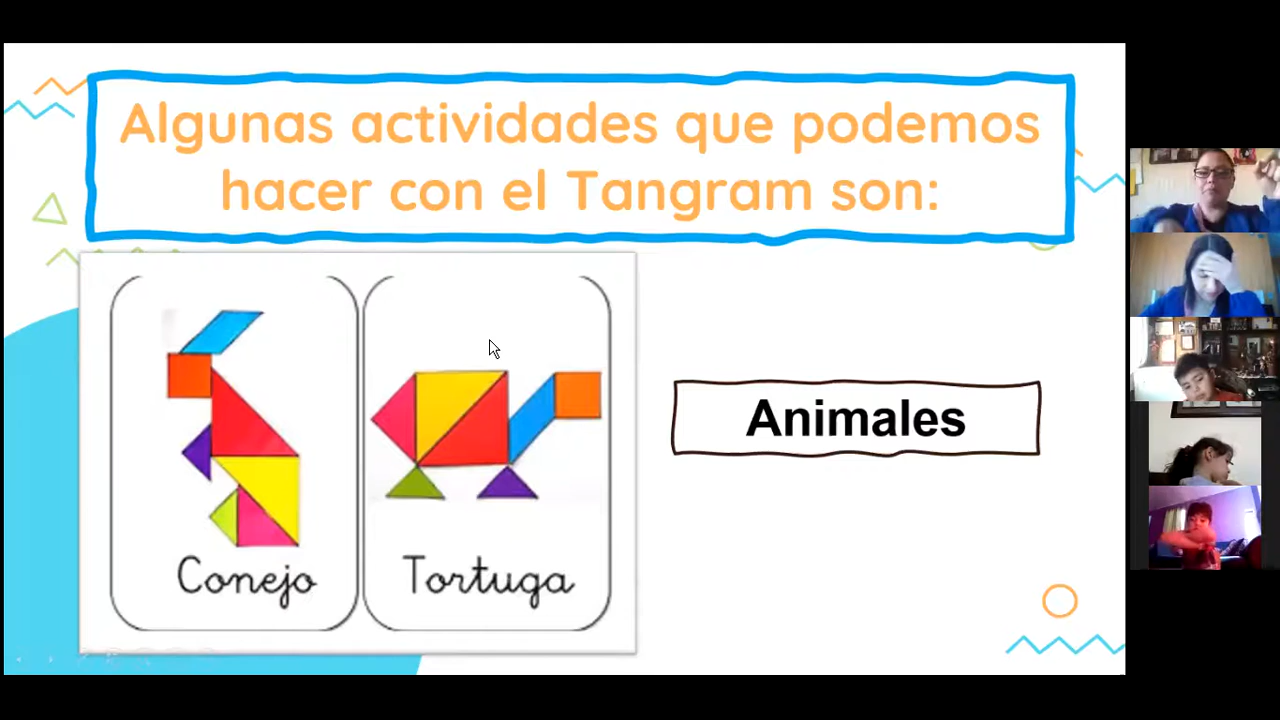 Algunas actividades que podemos
hacer con el Tangram son:
Conejo
Tortuga
Animales